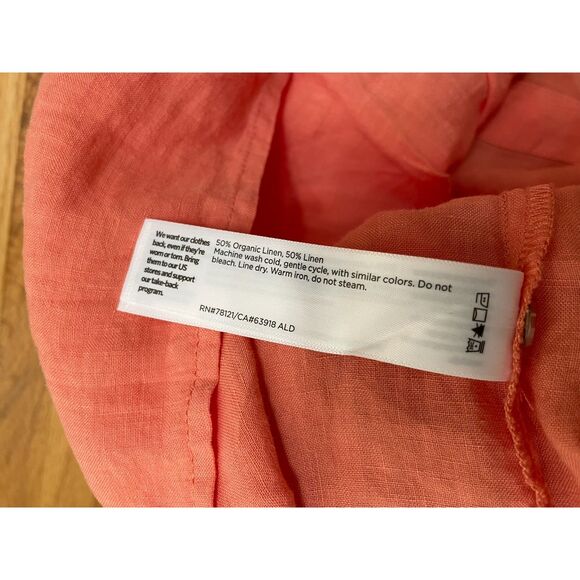 We want our clothes
back, even if they're
worn or torn. Bring
them to our US
stores and support
our take-back
program.
50% Organic Linen, 50% Linen
Machine wash cold, gentle cycle, with similar colors. Do not
bleach. Line dry. Warm iron, do not steam.
RN#78121/CA#63918 ALD